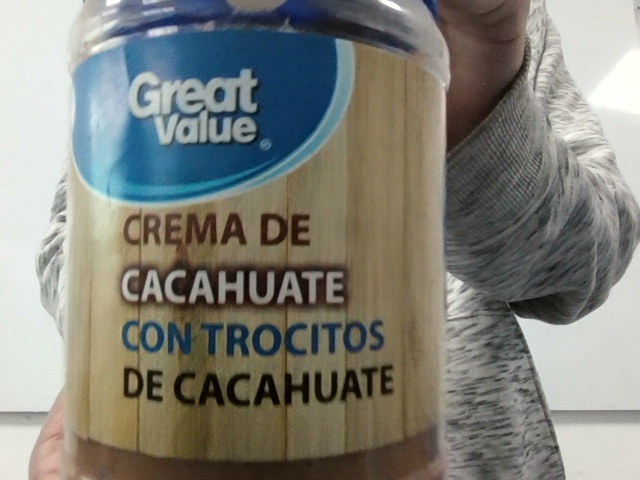 Great
Value®
CREMA DE
CACAHUATE
CON TROCITOS
DE CACAHUATE